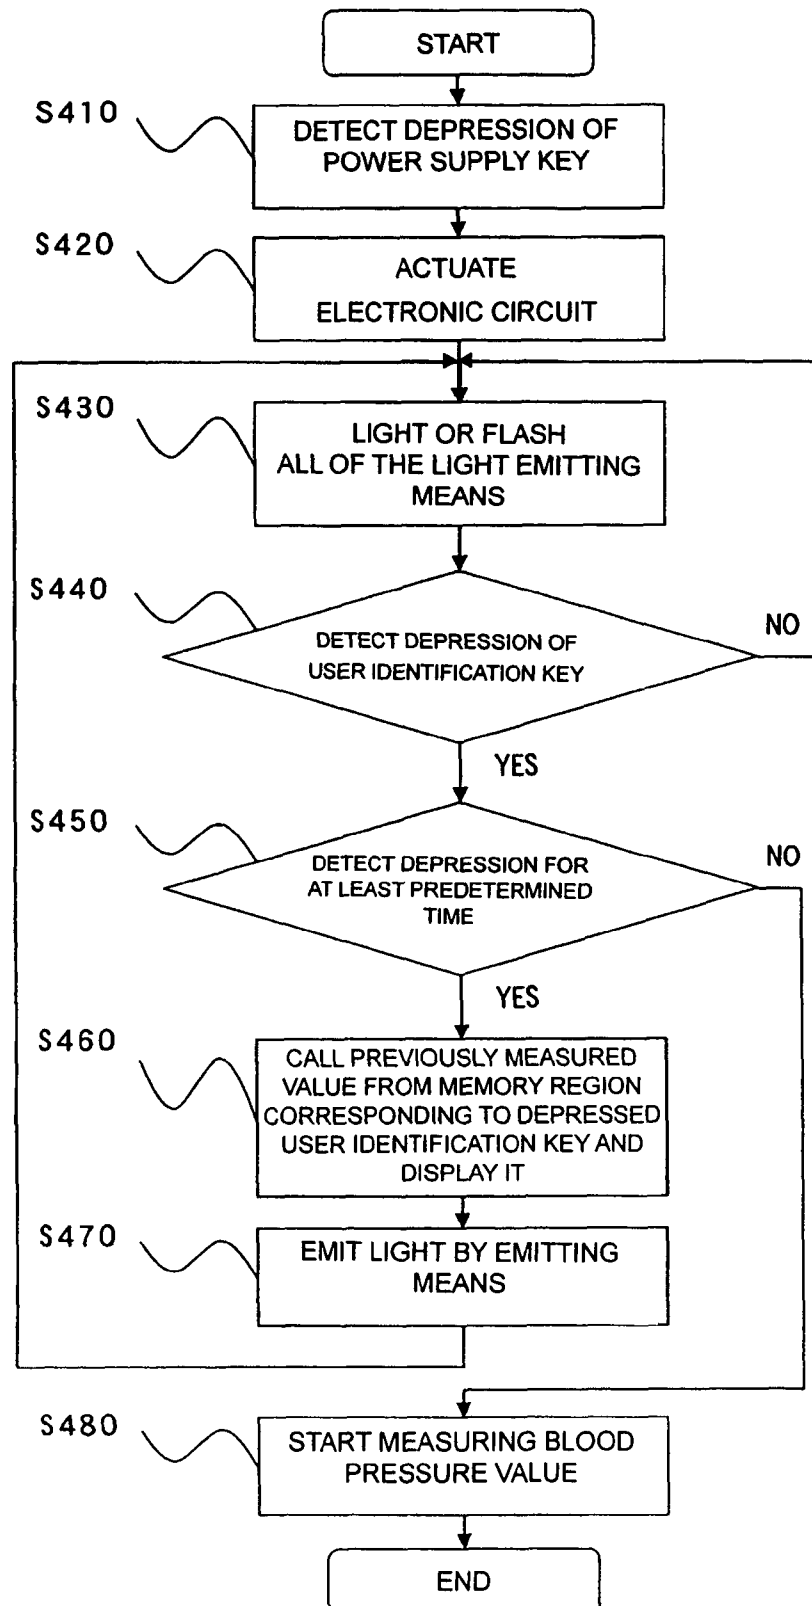 START
S410
DETECT DEPRESSION OF
POWER SUPPLY KEY
S420
ACTUATE
ELECTRONIC CIRCUIT
S430
LIGHT OR FLASH
ALL OF THE LIGHT EMITTING
MEANS
S440
DETECT DEPRESSION OF
USER IDENTIFICATION KEY
NO
YES
S450
DETECT DEPRESSION FOR
AT LEAST PREDETERMINED
TIME
NO
YES
S460
CALL PREVIOUSLY MEASURED
VALUE FROM MEMORY REGION
CORRESPONDING TO DEPRESSED
USER IDENTIFICATION KEY AND
DISPLAY IT
S470
EMIT LIGHT BY EMITTING
MEANS
S480
START MEASURING BLOOD
PRESSURE VALUE
END